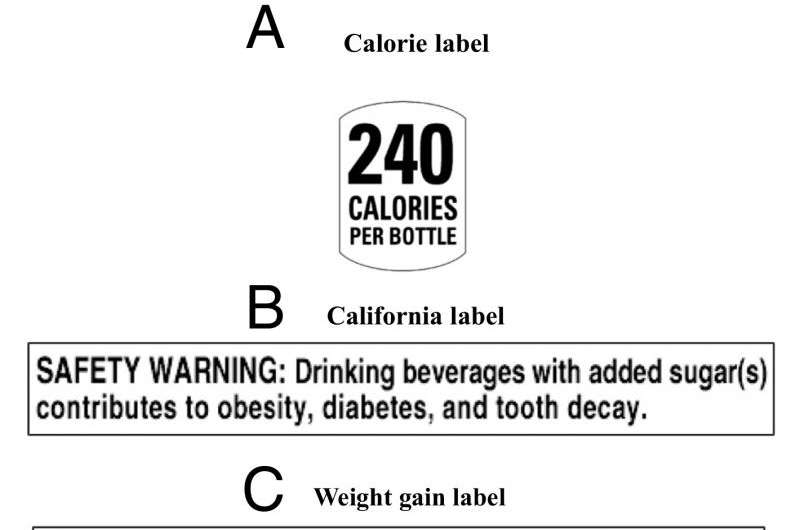 A
Calorie label
240
CALORIES
PER BOTTLE
B
California label
SAFETY WARNING: Drinking beverages with added sugar(s)
contributes to obesity, diabetes, and tooth decay.
C
Weight gain label